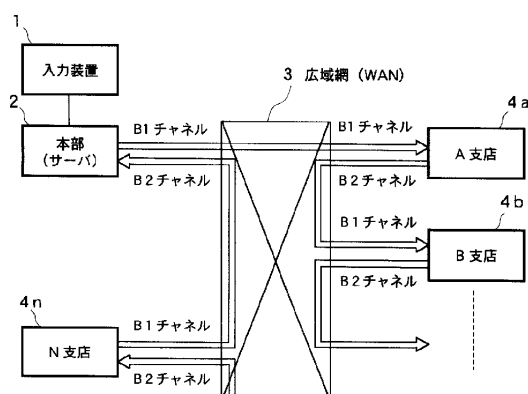 1
入力装置
2
本部
(サーバ)
3 広域網 (WAN)
B1チャネル
B2チャネル
B1チャネル
4a
A支店
B2チャネル
4b
B1チャネル
B支店
B2チャネル
4n
N支店
B1チャネル
B2チャネル